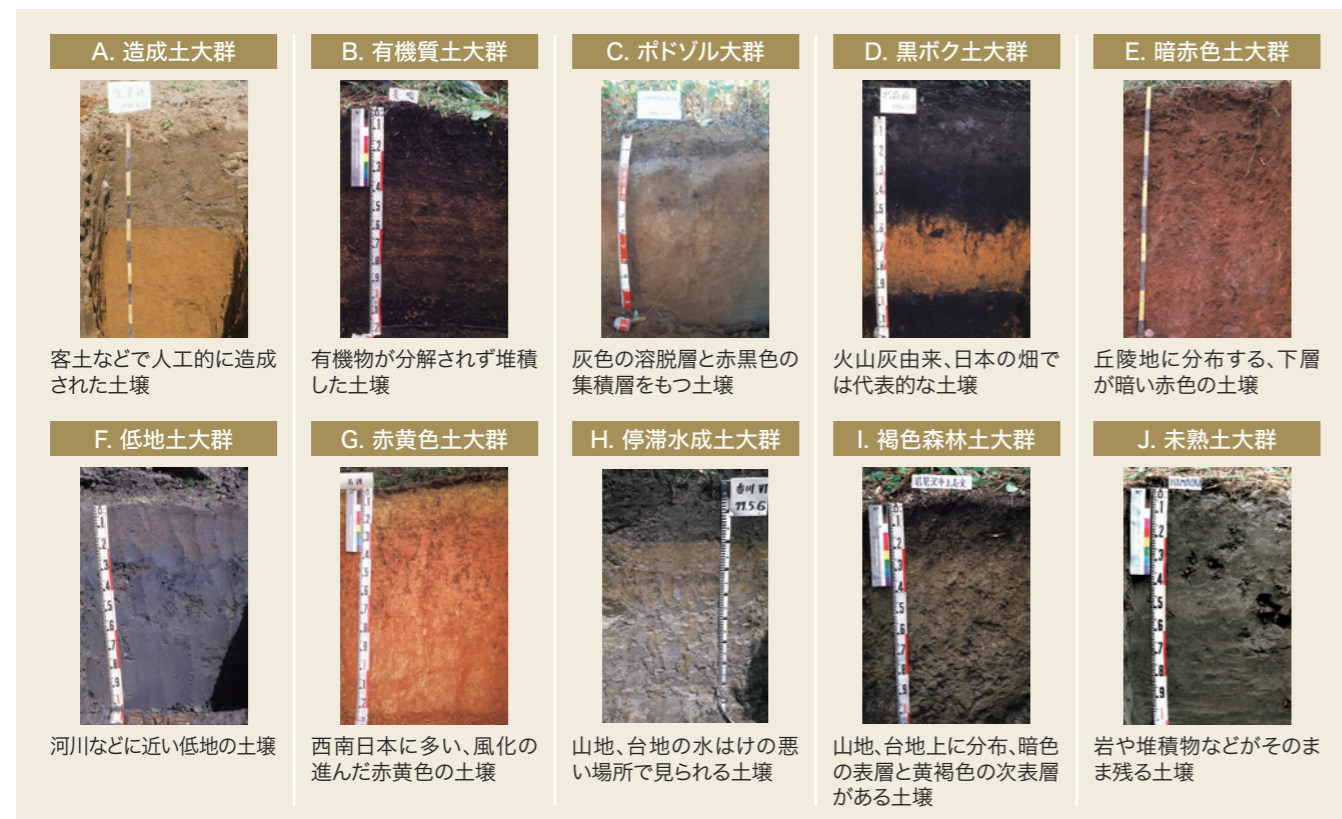 A. 造成土大群
客土などで人工的に造成
された土壌
B. 有機質土大群
有機物が分解されず堆積
した土壌
C. ポドゾル大群
灰色の溶脱層と赤黒色の
集積層をもつ土壌
D. 黒ボク土大群
火山灰由来、日本の畑で
は代表的な土壌
E. 暗赤色土大群
丘陵地に分布する、下層
が暗い赤色の土壌
F. 低地土大群
河川などに近い低地の土壌
G. 赤黄色土大群
西南日本に多い、風化の
進んだ赤黄色の土壌
H. 停滞水成土大群
山地、台地の水はけの悪
い場所で見られる土壌
I. 褐色森林土大群
山地、台地上に分布、暗色
の表層と黄褐色の次表層
がある土壌
J. 未熟土大群
岩や堆積物などがそのま
ま残る土壌